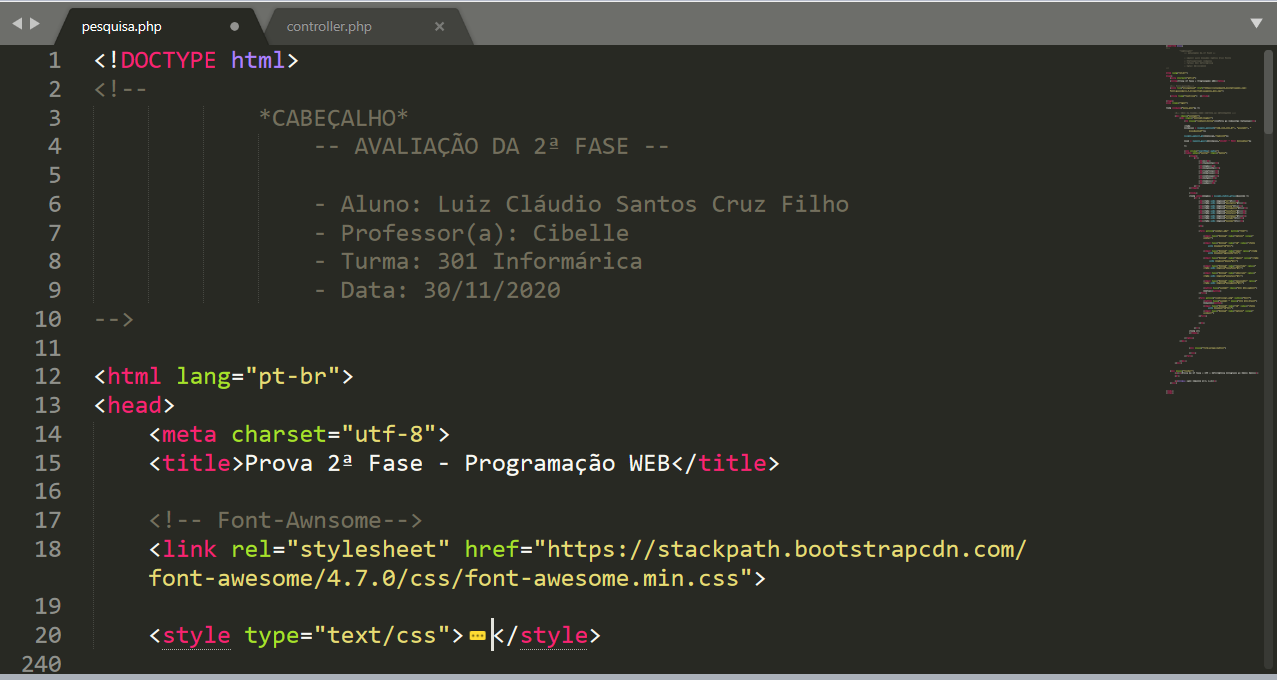 pesquisa.php
controller.php
1 <!DOCTYPE html>
2 <!--
3 *CABEÇALHO*
4 -- AVALIAÇÃO DA 2ª FASE --
5
6 - Aluno: Luiz Cláudio Santos Cruz Filho
7 - Professor(a): Cibelle
8 - Turma: 301 Informárica
9 - Data: 30/11/2020
10 -->
11
12 <html lang="pt-br">
13 <head>
14 <meta charset="utf-8">
15 <title>Prova 2ª Fase - Programação WEB</title>
16
17 <!-- Font-Awnsome-->
18 <link rel="stylesheet" href="https://stackpath.bootstrapcdn.com/
font-awesome/4.7.0/css/font-awesome.min.css">
19
20 <style type="text/css"></style>
240